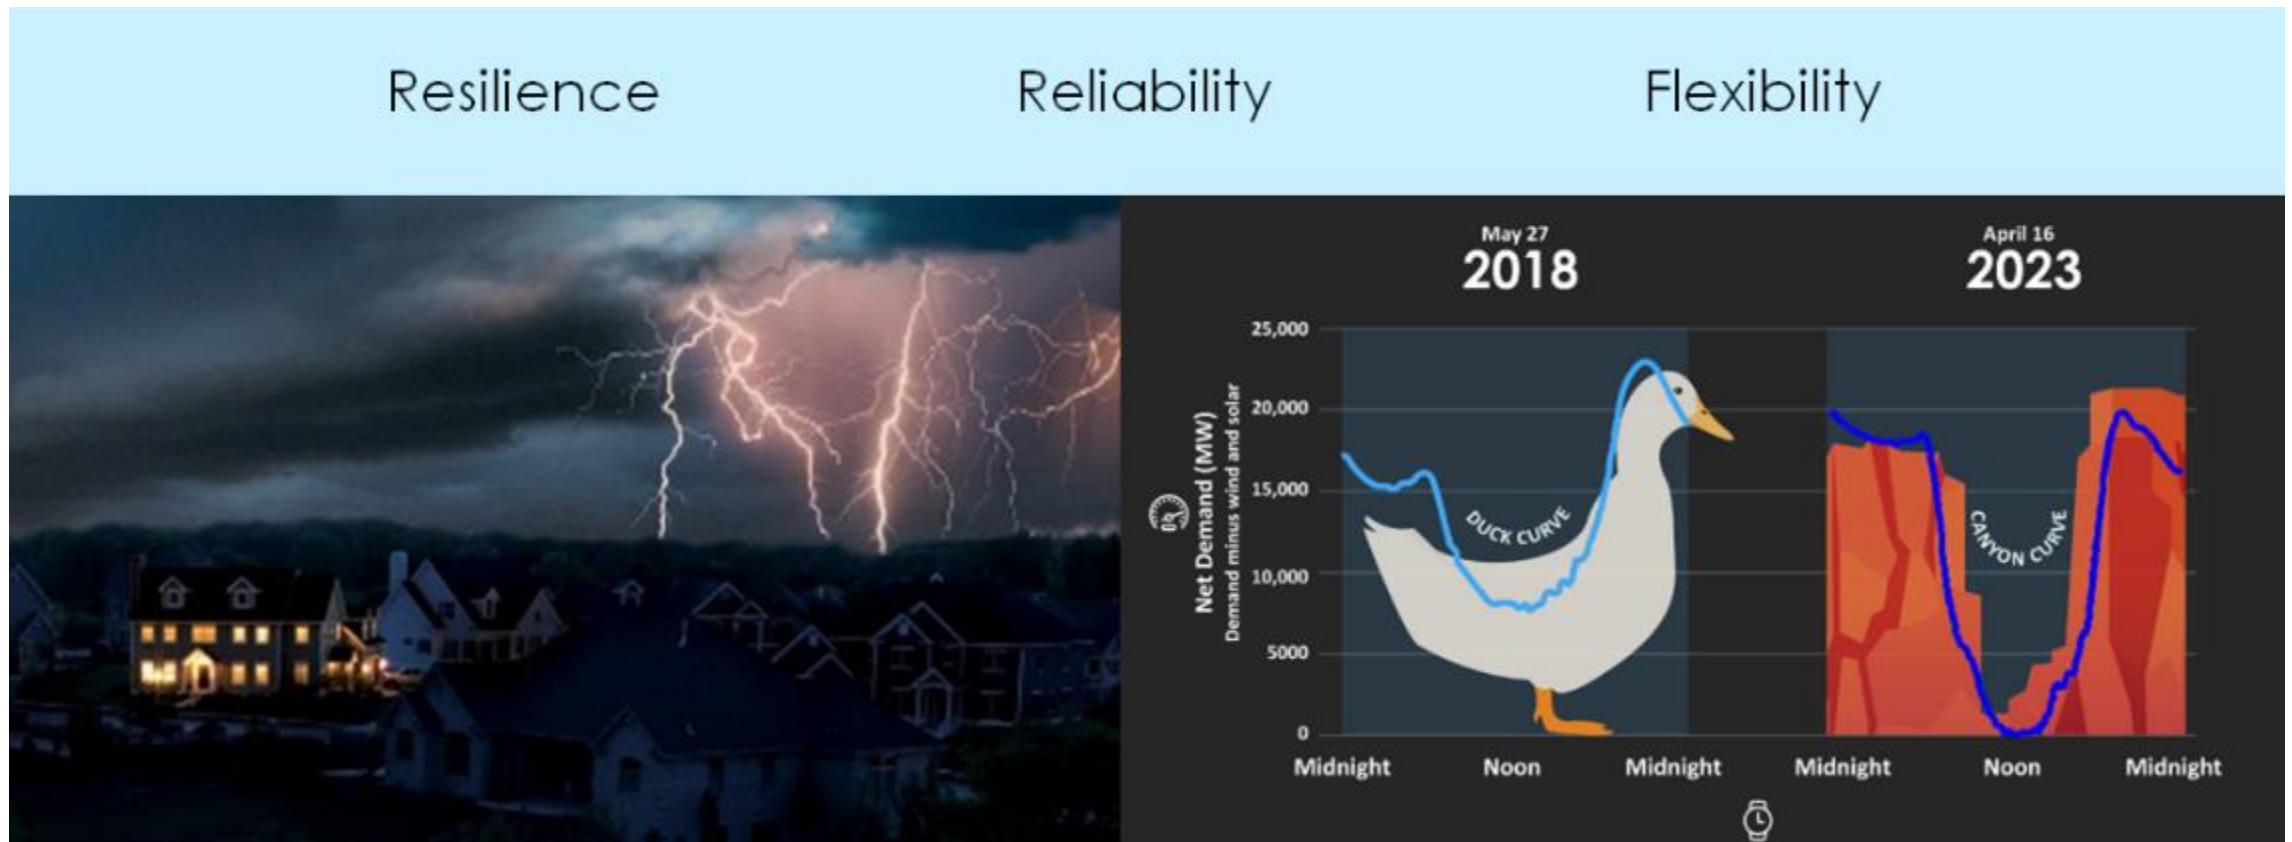 Resilience
Reliability
Flexibility
May 27
2018
April 16
2023
Net Demand (MW)
Demand minus wind and solar
25,000
20,000
15,000
10,000
5000
0
DUCK CURVE
CANYON CURVE
Midnight
Noon
Midnight
Midnight
Noon
Midnight